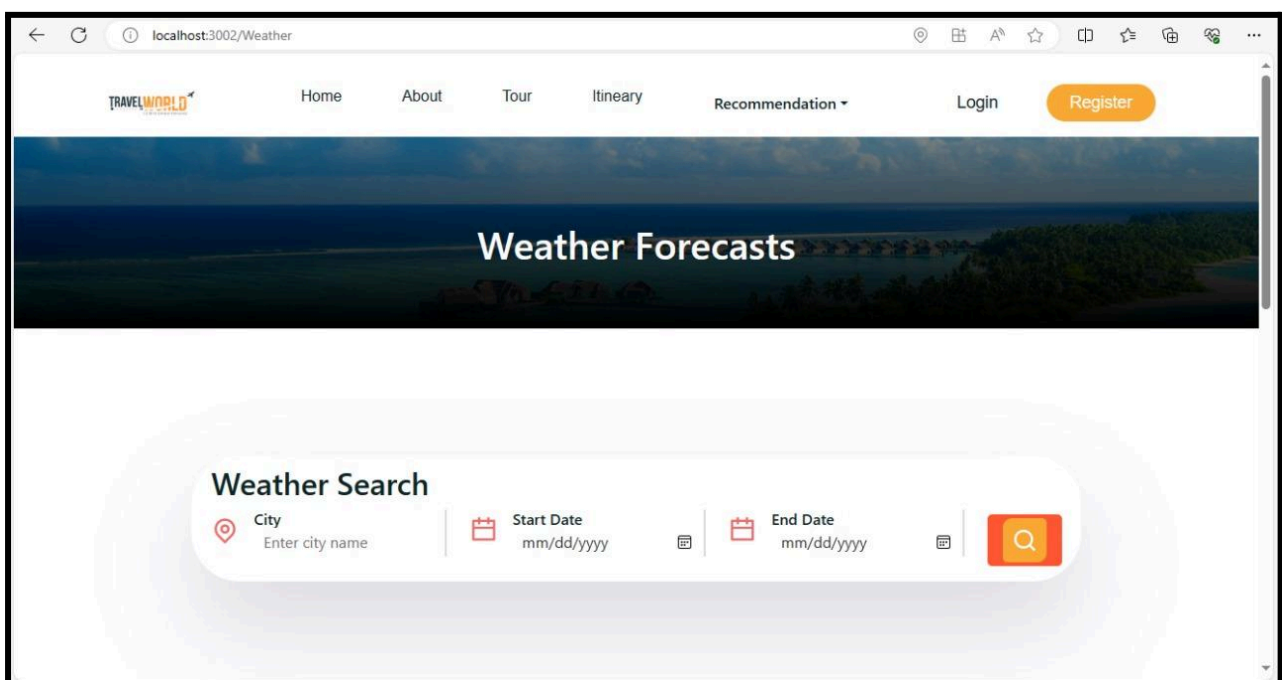 localhost:3002/Weather
TRAVELWORLD
Home About Tour Itineary Recommendation Login Register
Weather Forecasts
Weather Search
City Start Date End Date
Enter city name mm/dd/yyyy mm/dd/yyyy